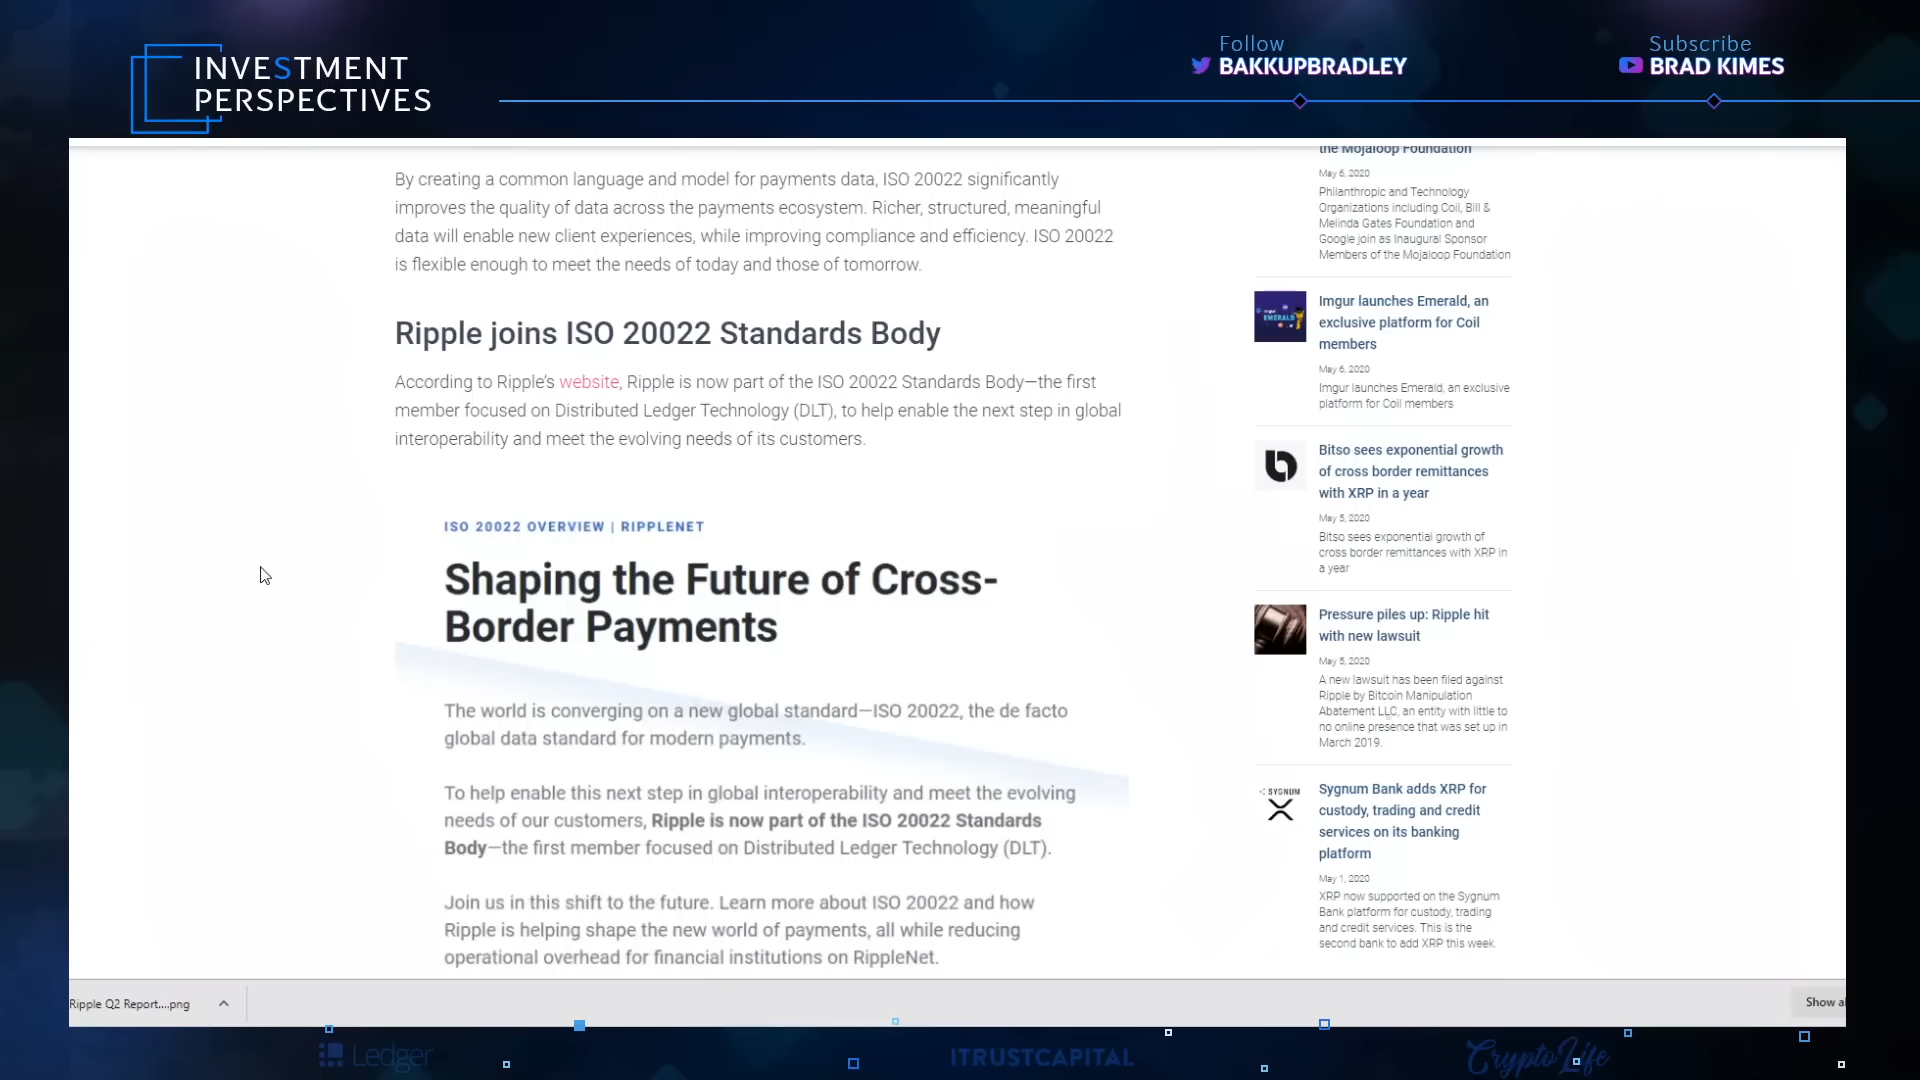 INVESTMENT
PERSPECTIVES
Follow
BAKKUPBRADLEY
Subscribe
BRAD KIMES
By creating a common language and model for payments data, ISO 20022 significantly
improves the quality of data across the payments ecosystem. Richer, structured, meaningful
data will enable new client experiences, while improving compliance and efficiency. ISO 20022
is flexible enough to meet the needs of today and those of tomorrow.
Ripple joins ISO 20022 Standards Body
According to Ripple's website, Ripple is now part of the ISO 20022 Standards Body—the first
member focused on Distributed Ledger Technology (DLT), to help enable the next step in global
interoperability and meet the evolving needs of its customers.
ISO 20022 OVERVIEW | RIPPLENET
Shaping the Future of Cross-
Border Payments
The world is converging on a new global standard—ISO 20022, the de facto
global data standard for modern payments.
To help enable this next step in global interoperability and meet the evolving
needs of our customers, Ripple is now part of the ISO 20022 Standards
Body—the first member focused on Distributed Ledger Technology (DLT).
Join us in this shift to the future. Learn more about ISO 20022 and how
Ripple is helping shape the new world of payments, all while reducing
operational overhead for financial institutions on RippleNet.
the Mojaloop Foundation
May 6, 2020
Philanthropic and Technology
Organizations including Coil, Bill &
Melinda Gates Foundation and
Google join as Inaugural Sponsor
Members of the Mojaloop Foundation
imgur
EMERALD
Imgur launches Emerald, an
exclusive platform for Coil
members
May 6, 2020
Imgur launches Emerald, an exclusive
platform for Coil members
Bitso sees exponential growth
of cross border remittances
with XRP in a year
May 5, 2020
Bitso sees exponential growth of
cross border remittances with XRP in
a year
Pressure piles up: Ripple hit
with new lawsuit
May 5, 2020
A new lawsuit has been filed against
Ripple by Bitcoin Manipulation
Abatement LLC, an entity with little to
no online presence that was set up in
March 2019.
SYGNUM
Sygnum Bank adds XRP for
custody, trading and credit
services on its banking
platform
May 1, 2020
XRP now supported on the Sygnum
Bank platform for custody, trading
and credit services. This is the
second bank to add XRP this week.
Ripple Q2 Report....png
Show al
Ledger
ITRUSTCAPITAL
CryptoLife